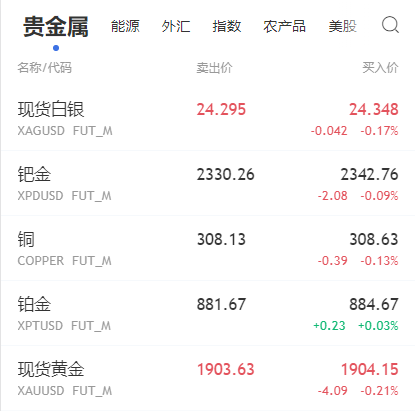 贵金属 能源 外汇 指数 农产品 美股
名称/代码 卖出价 买入价
现货白银 24.295 24.348
XAGUSD FUT_M -0.042 -0.17%
钯金 2330.26 2342.76
XPDUSD FUT_M -2.08 -0.09%
铜 308.13 308.63
COPPER FUT_M -0.39 -0.13%
铂金 881.67 884.67
XPTUSD FUT_M +0.23 +0.03%
现货黄金 1903.63 1904.15
XAUUSD FUT_M -4.09 -0.21%